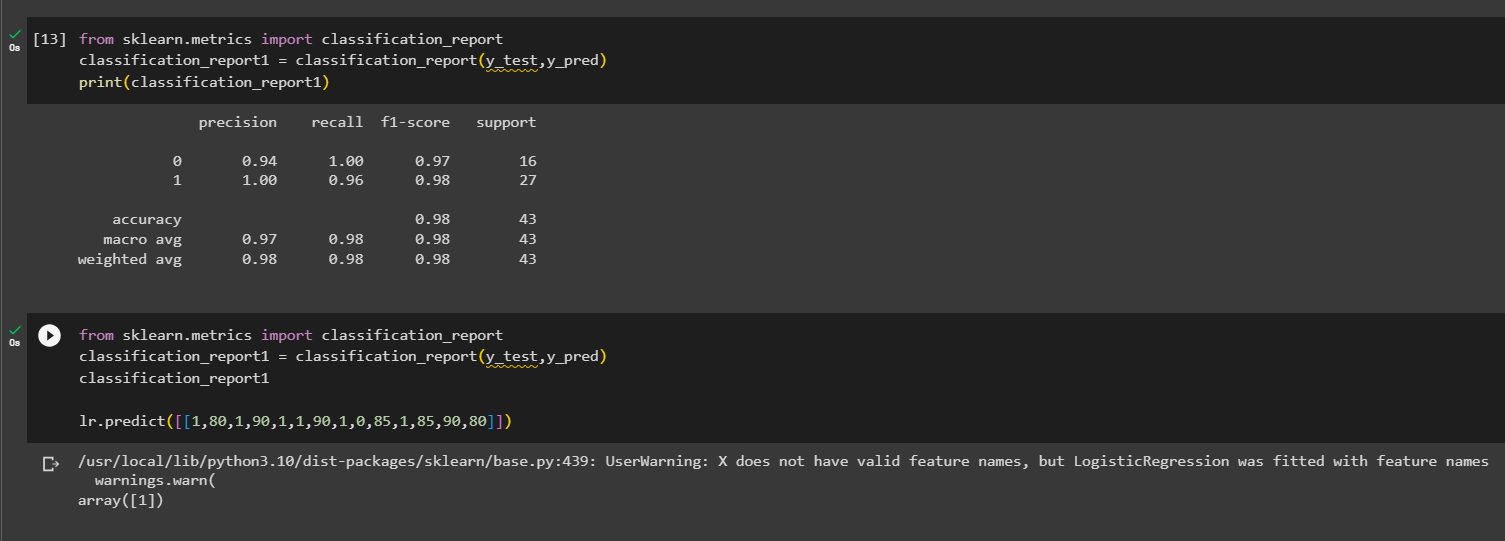 [13] from sklearn.metrics import classification_report
0s
classification_report1 = classification_report(y_test,y_pred)
print(classification_report1)
precision recall f1-score support
0 0.94 1.00 0.97 16
1 1.00 0.96 0.98 27
accuracy 0.98 43
macro avg 0.97 0.98 0.98 43
weighted avg 0.98 0.98 0.98 43
from sklearn.metrics import classification_report
0s
classification_report1 = classification_report(y_test,y_pred)
classification_report1
lr.predict([[1,80,1,90,1,1,90,1,0,85,1,85,90,80]])
/usr/local/lib/python3.10/dist-packages/sklearn/base.py:439: UserWarning: X does not have valid feature names, but LogisticRegression was fitted with feature names
warnings.warn(
array([1])